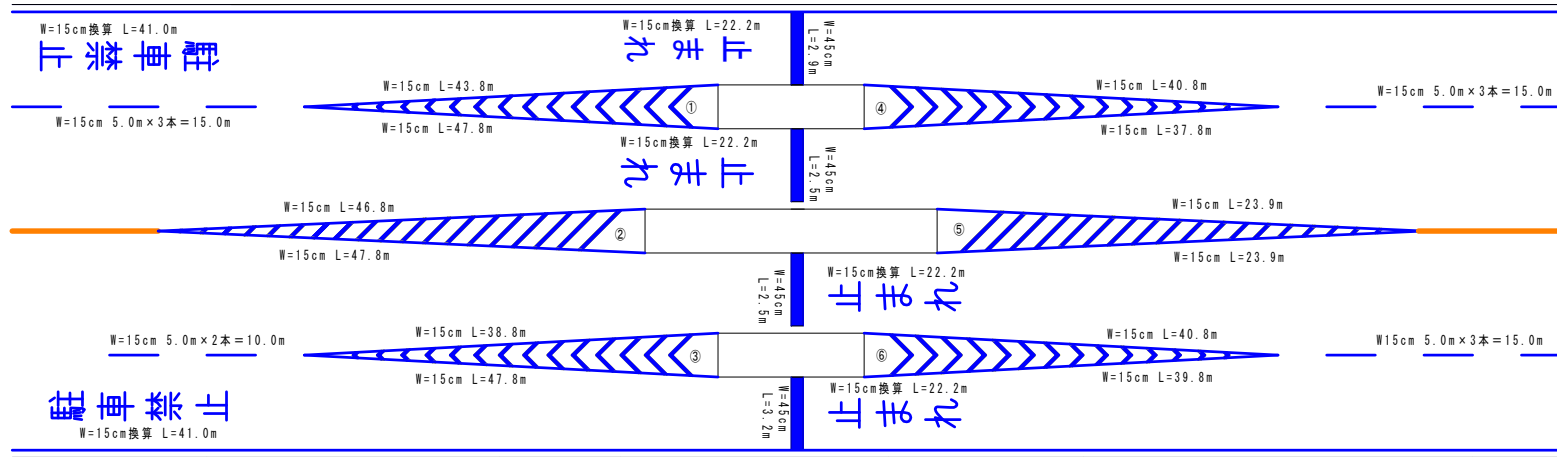 W=15cm換算 L=41.0m
駐車禁止
W=15cm換算 L=22.2m
止まれ
W=45cm
L=2.9m
W=15cm L=43.8m
①
W=15cm L=47.8m
W=15cm 5.0m×3本=15.0m
④
W=15cm L=40.8m
W=15cm L=37.8m
W=15cm 5.0m×3本=15.0m
W=15cm換算 L=22.2m
止まれ
W=45cm
L=2.5m
W=15cm L=46.8m
②
W=15cm L=47.8m
⑤
W=15cm L=23.9m
W=15cm L=23.9m
W=45cm
L=2.5m
W=15cm換算 L=22.2m
止まれ
W=15cm 5.0m×2本=10.0m
W=15cm L=38.8m
③
W=15cm L=47.8m
⑥
W=15cm L=40.8m
W=15cm L=39.8m
W15cm 5.0m×3本=15.0m
駐車禁止
W=15cm換算 L=41.0m
W=45cm
L=3.2m
W=15cm換算 L=22.2m
止まれ